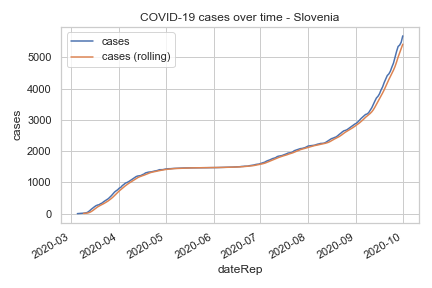 COVID-19 cases over time - Slovenia
cases
cases (rolling)
5000
4000
3000
2000
1000
0
cases
2020-03
2020-04
2020-05
2020-06
2020-07
2020-08
2020-09
2020-10
dateRep